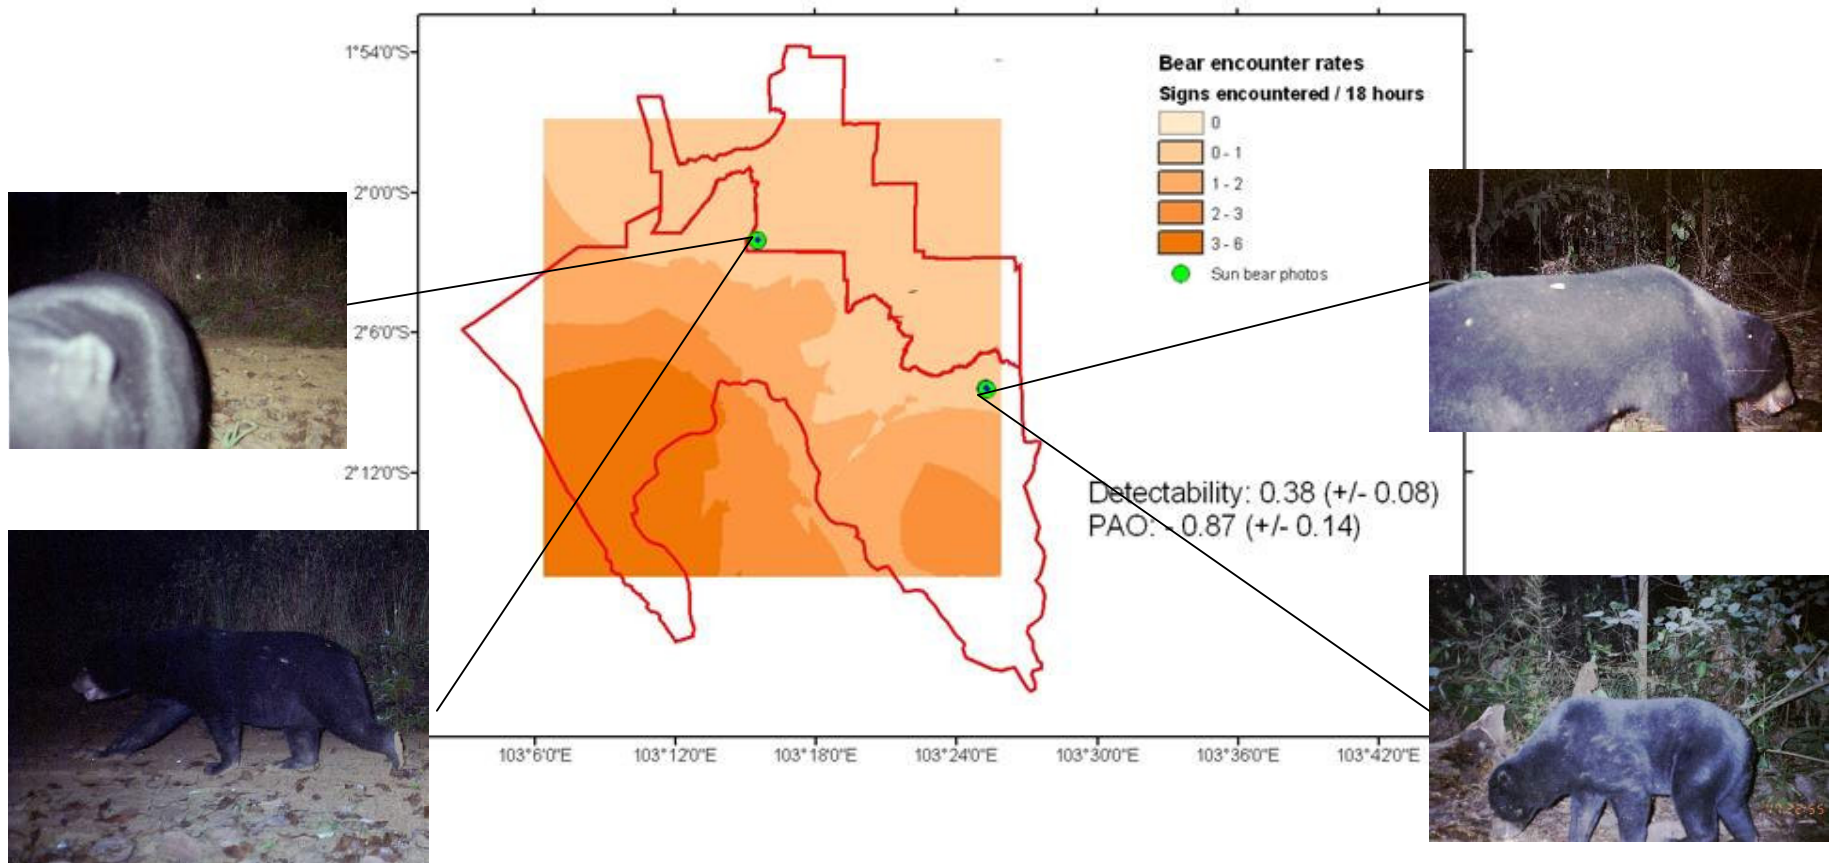 1°54'0"S
2°0'0"S
2°6'0"S
2°12'0"S
Bear encounter rates
Signs encountered / 18 hours
0
0 - 1
1 - 2
2 - 3
3 - 6
Sun bear photos
Detectability: 0.38 (+/- 0.08)
PAO: - 0.87 (+/- 0.14)
103°6'0"E
103°12'0"E
103°18'0"E
103°24'0"E
103°30'0"E
103°36'0"E
103°42'0"E